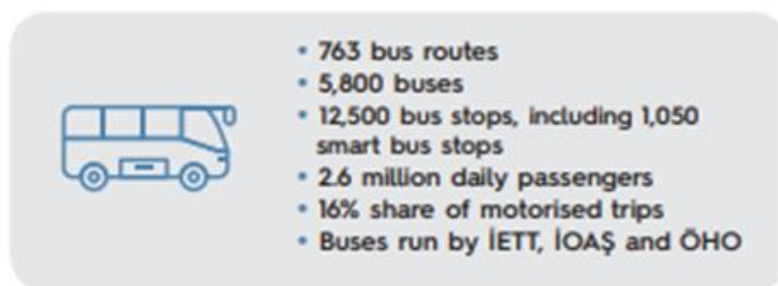 • 763 bus routes
• 5,800 buses
• 12,500 bus stops, including 1,050
smart bus stops
• 2.6 million daily passengers
• 16% share of motorised trips
• Buses run by İETT, İOAŞ and ÖHO